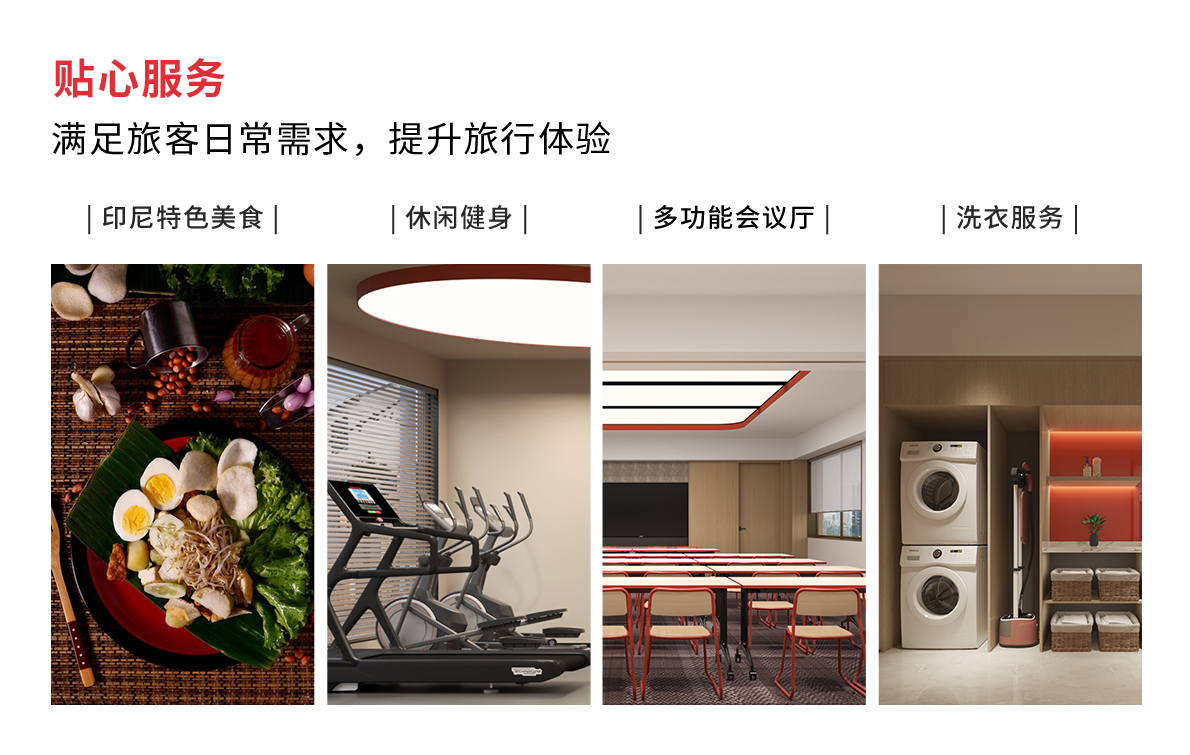 贴心服务
满足旅客日常需求，提升旅行体验
| 印尼特色美食 |
| 休闲健身 |
| 多功能会议厅 |
| 洗衣服务 |